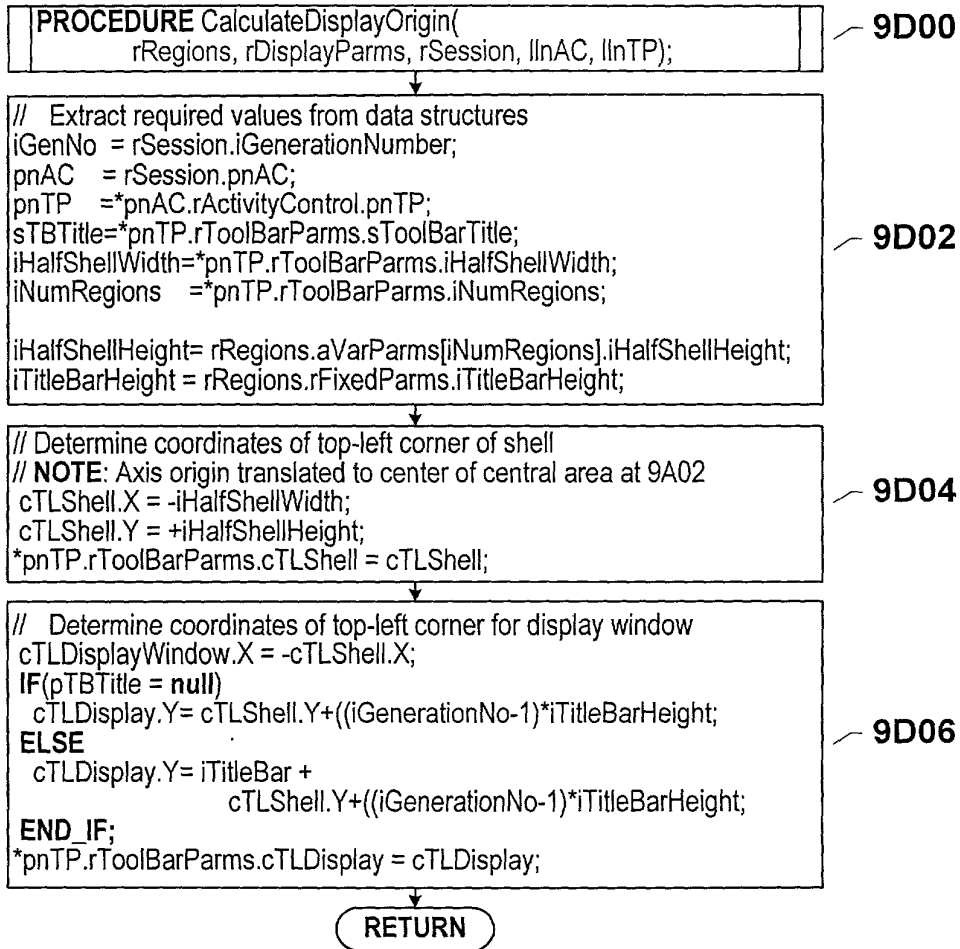 PROCEDURE CalculateDisplayOrigin(
rRegions, rDisplayParms, rSession, llnAC, llnTP);
9D00
// Extract required values from data structures
iGenNo = rSession.iGenerationNumber;
pnAC = rSession.pnAC;
pnTP =*pnAC.rActivityControl.pnTP;
sTBTitle=*pnTP.rToolBarParms.sToolBarTitle;
iHalfShellWidth=*pnTP.rToolBarParms.iHalfShellWidth;
iNumRegions =*pnTP.rToolBarParms.iNumRegions;
iHalfShellHeight= rRegions.aVarParms[iNumRegions].iHalfShellHeight;
iTitleBarHeight = rRegions.rFixedParms.iTitleBarHeight;
9D02
// Determine coordinates of top-left corner of shell
// NOTE: Axis origin translated to center of central area at 9A02
cTLShell.X = -iHalfShellWidth;
cTLShell.Y = +iHalfShellHeight;
*pnTP.rToolBarParms.cTLShell = cTLShell;
9D04
// Determine coordinates of top-left corner for display window
cTLDisplayWindow.X = -cTLShell.X;
IF(pTBTitle = null)
cTLDisplay.Y= cTLShell.Y+((iGenerationNo-1)*iTitleBarHeight;
ELSE
cTLDisplay.Y= iTitleBar +
cTLShell.Y+((iGenerationNo-1)*iTitleBarHeight;
END_IF;
*pnTP.rToolBarParms.cTLDisplay = cTLDisplay;
9D06
RETURN